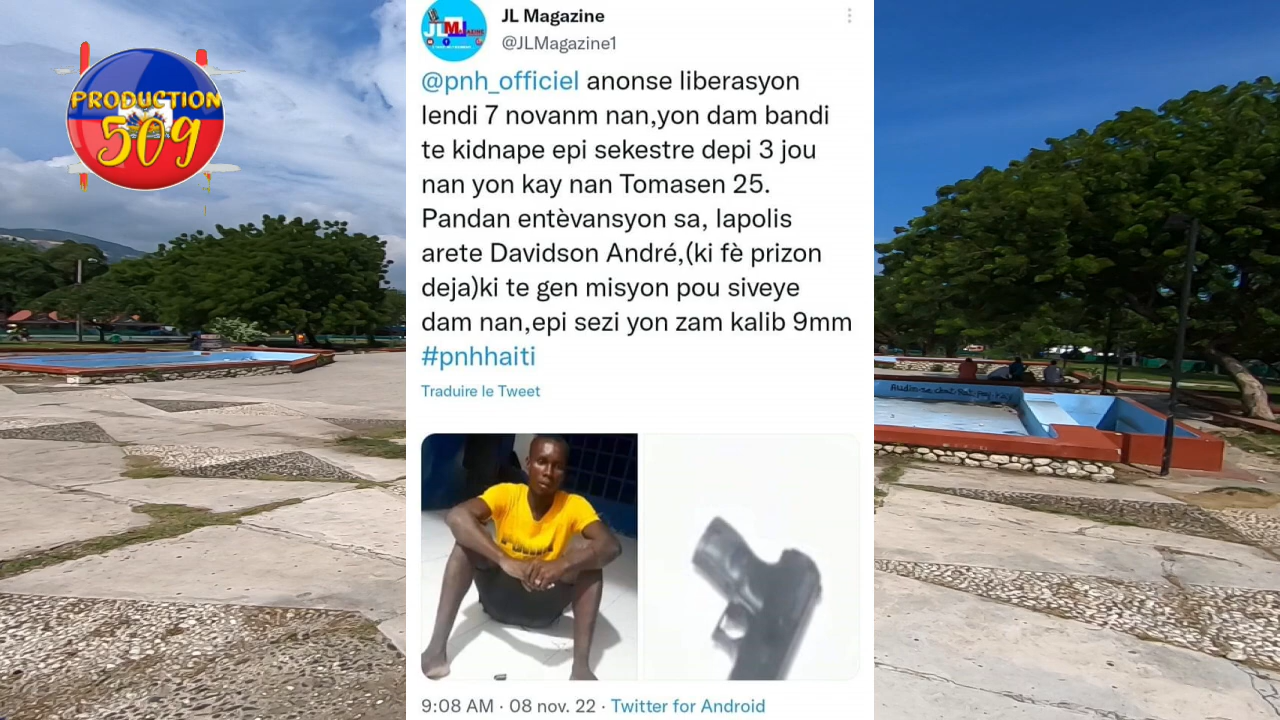 PRODUCTION
509
JL Magazine
@JLMagazine1
@pnh_officiel anonse liberasyon
lendi 7 novanm nan,yon dam bandi
te kidnape epi sekestre depi 3 jou
nan yon kay nan Tomasen 25.
Pandan entèvansyon sa, lapolis
arete Davidson André,(ki fè prizon
deja)ki te gen misyon pou siveye
dam nan,epi sezi yon zam kalib 9mm
#pnhhaiti
Traduire le Tweet
9:08 AM · 08 nov. 22 · Twitter for Android